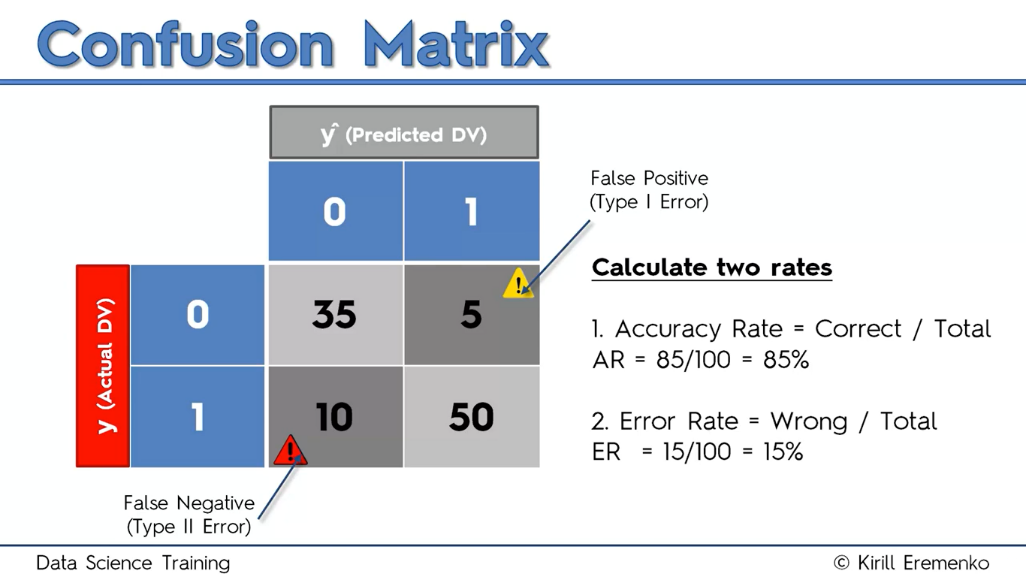 Confusion Matrix
ŷ (Predicted DV)
0 1
False Positive
(Type I Error)
y (Actual DV)
0 35 5
1 10 50
!
!
False Negative
(Type II Error)
Calculate two rates
1. Accuracy Rate = Correct / Total
AR = 85/100 = 85%
2. Error Rate = Wrong / Total
ER = 15/100 = 15%
Data Science Training
© Kirill Eremenko